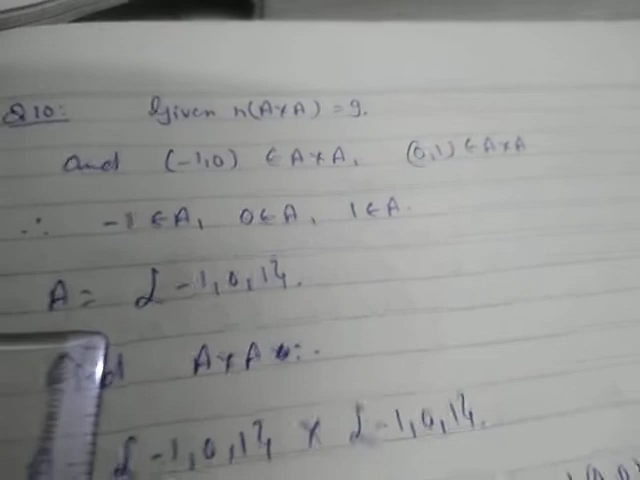 Q10: Given n(A×A) = 9.
And (-1,0) ∈ A×A, (0,1) ∈ A×A
∴ -1 ∈ A, 0 ∈ A, 1 ∈ A.
A = {-1, 0, 1}.
A×A :.
{-1, 0, 1} × {-1, 0, 1}.